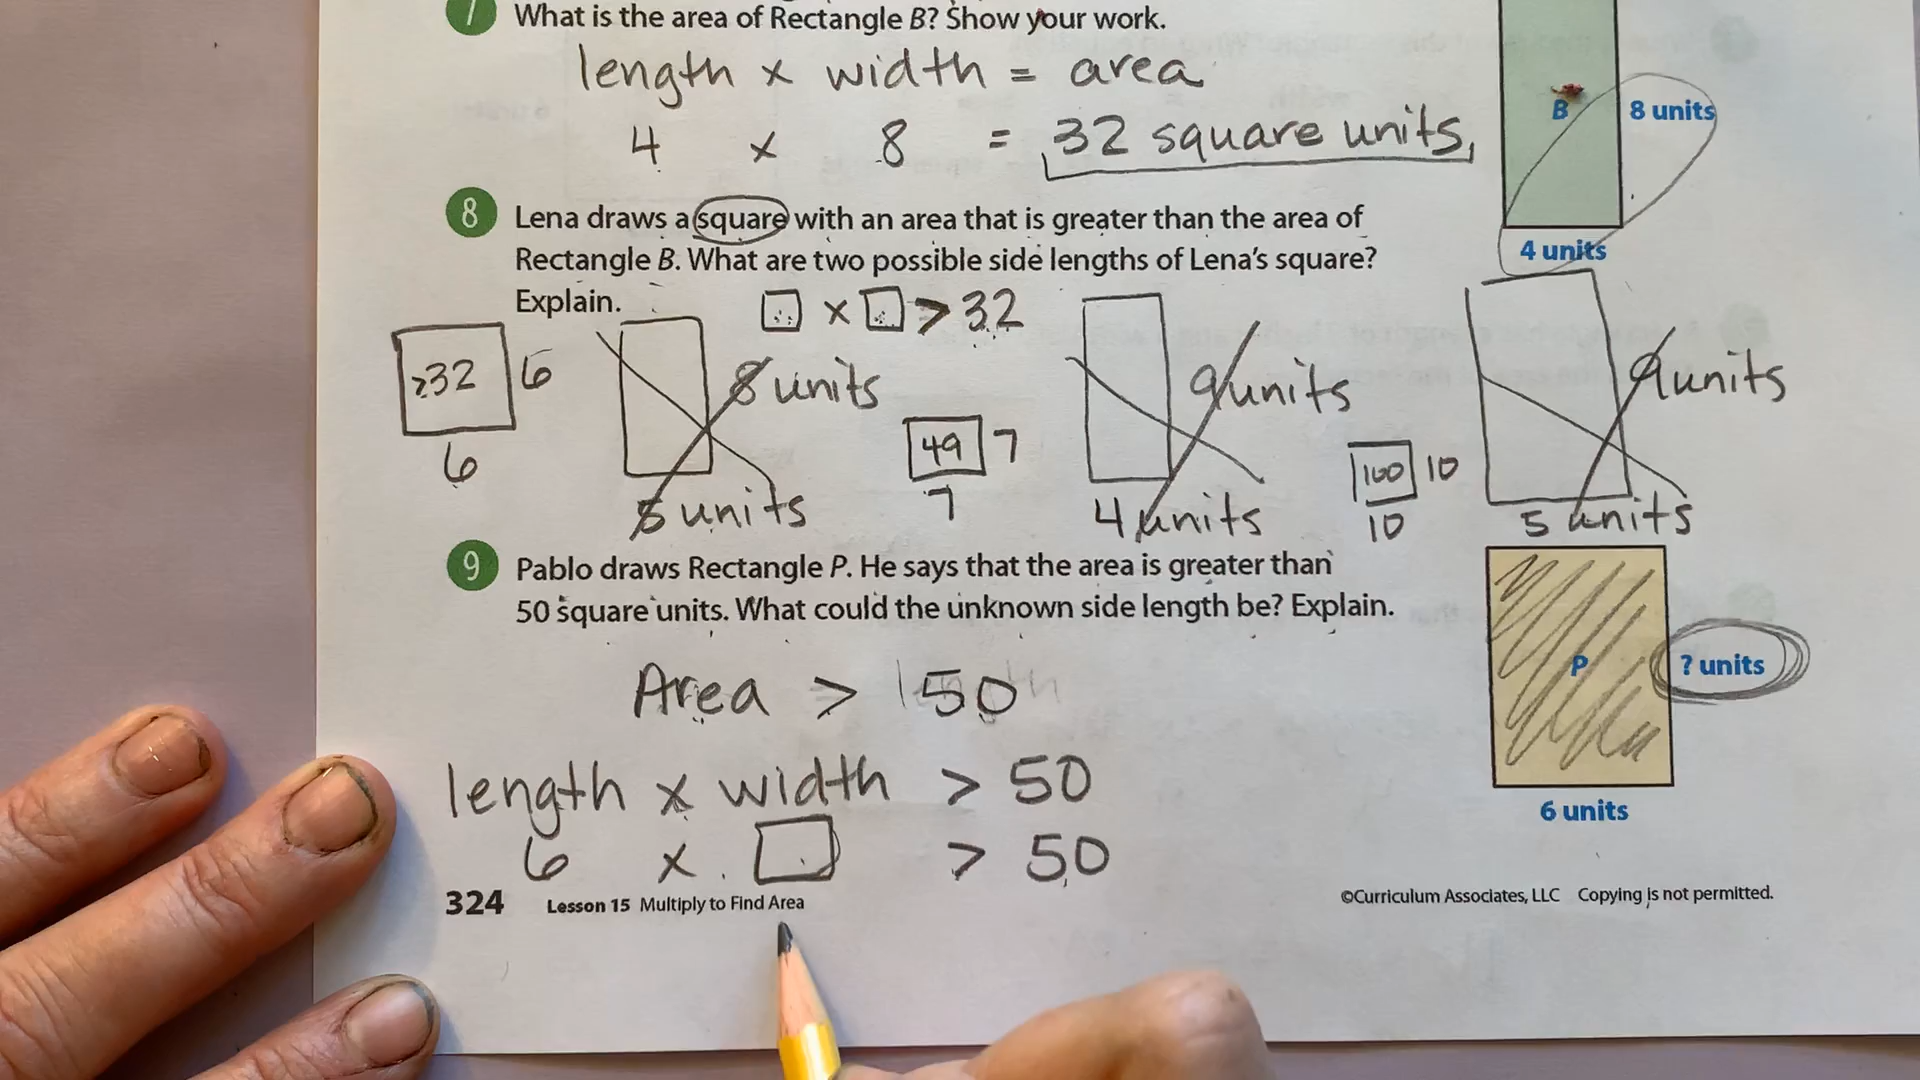 7 What is the area of Rectangle B? Show your work.
length x width = area
4 x 8 = 32 square units
B
8 units
4 units
8 Lena draws a square with an area that is greater than the area of
Rectangle B. What are two possible side lengths of Lena's square?
Explain.
x > 32
>32 6
6
8 units
5 units
49 7
7
9 units
4 units
100 10
10
9 units
5 units
9 Pablo draws Rectangle P. He says that the area is greater than
50 square units. What could the unknown side length be? Explain.
P
? units
6 units
Area > 50
length x width > 50
6 x > 50
324 Lesson 15 Multiply to Find Area
©Curriculum Associates, LLC Copying is not permitted.